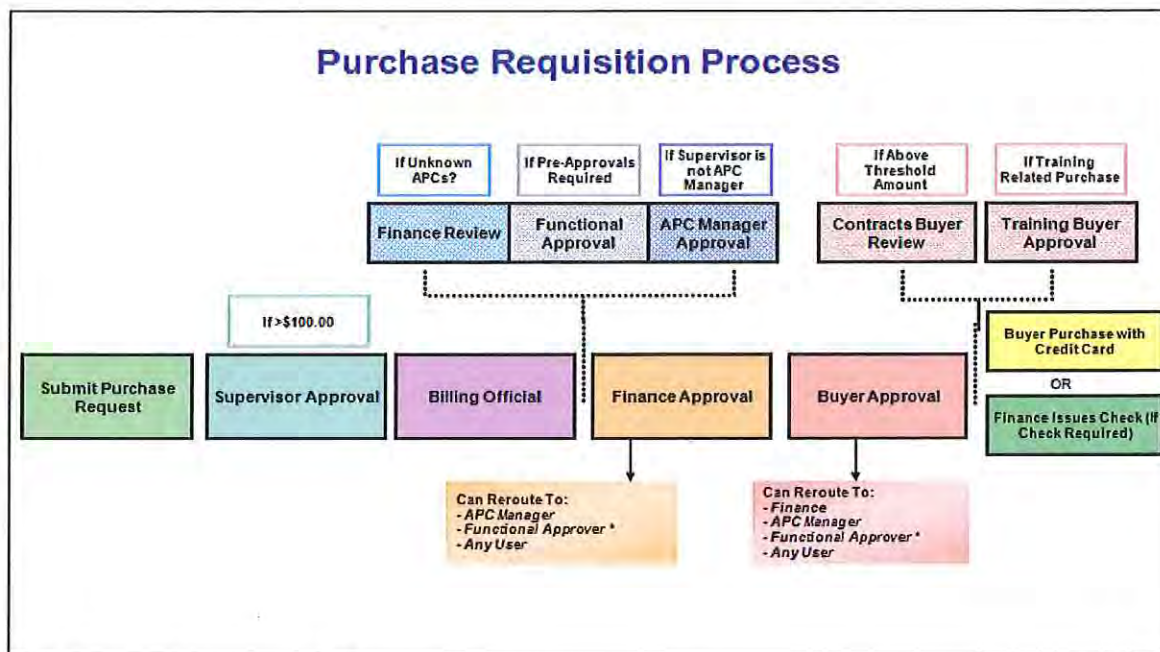 Purchase Requisition Process
If Unknown
APCs?
If Pre-Approvals
Required
If Supervisor is
not APC
Manager
If Above
Threshold
Amount
If Training
Related Purchase
Finance Review
Functional
Approval
APC Manager
Approval
Contracts Buyer
Review
Training Buyer
Approval
If >$100.00
Submit Purchase
Request
Supervisor Approval
Billing Official
Finance Approval
Buyer Approval
Buyer Purchase with
Credit Card
OR
Finance Issues Check (If
Check Required)
Can Reroute To:
- APC Manager
- Functional Approver *
- Any User
Can Reroute To:
- Finance
- APC Manager
- Functional Approver *
- Any User